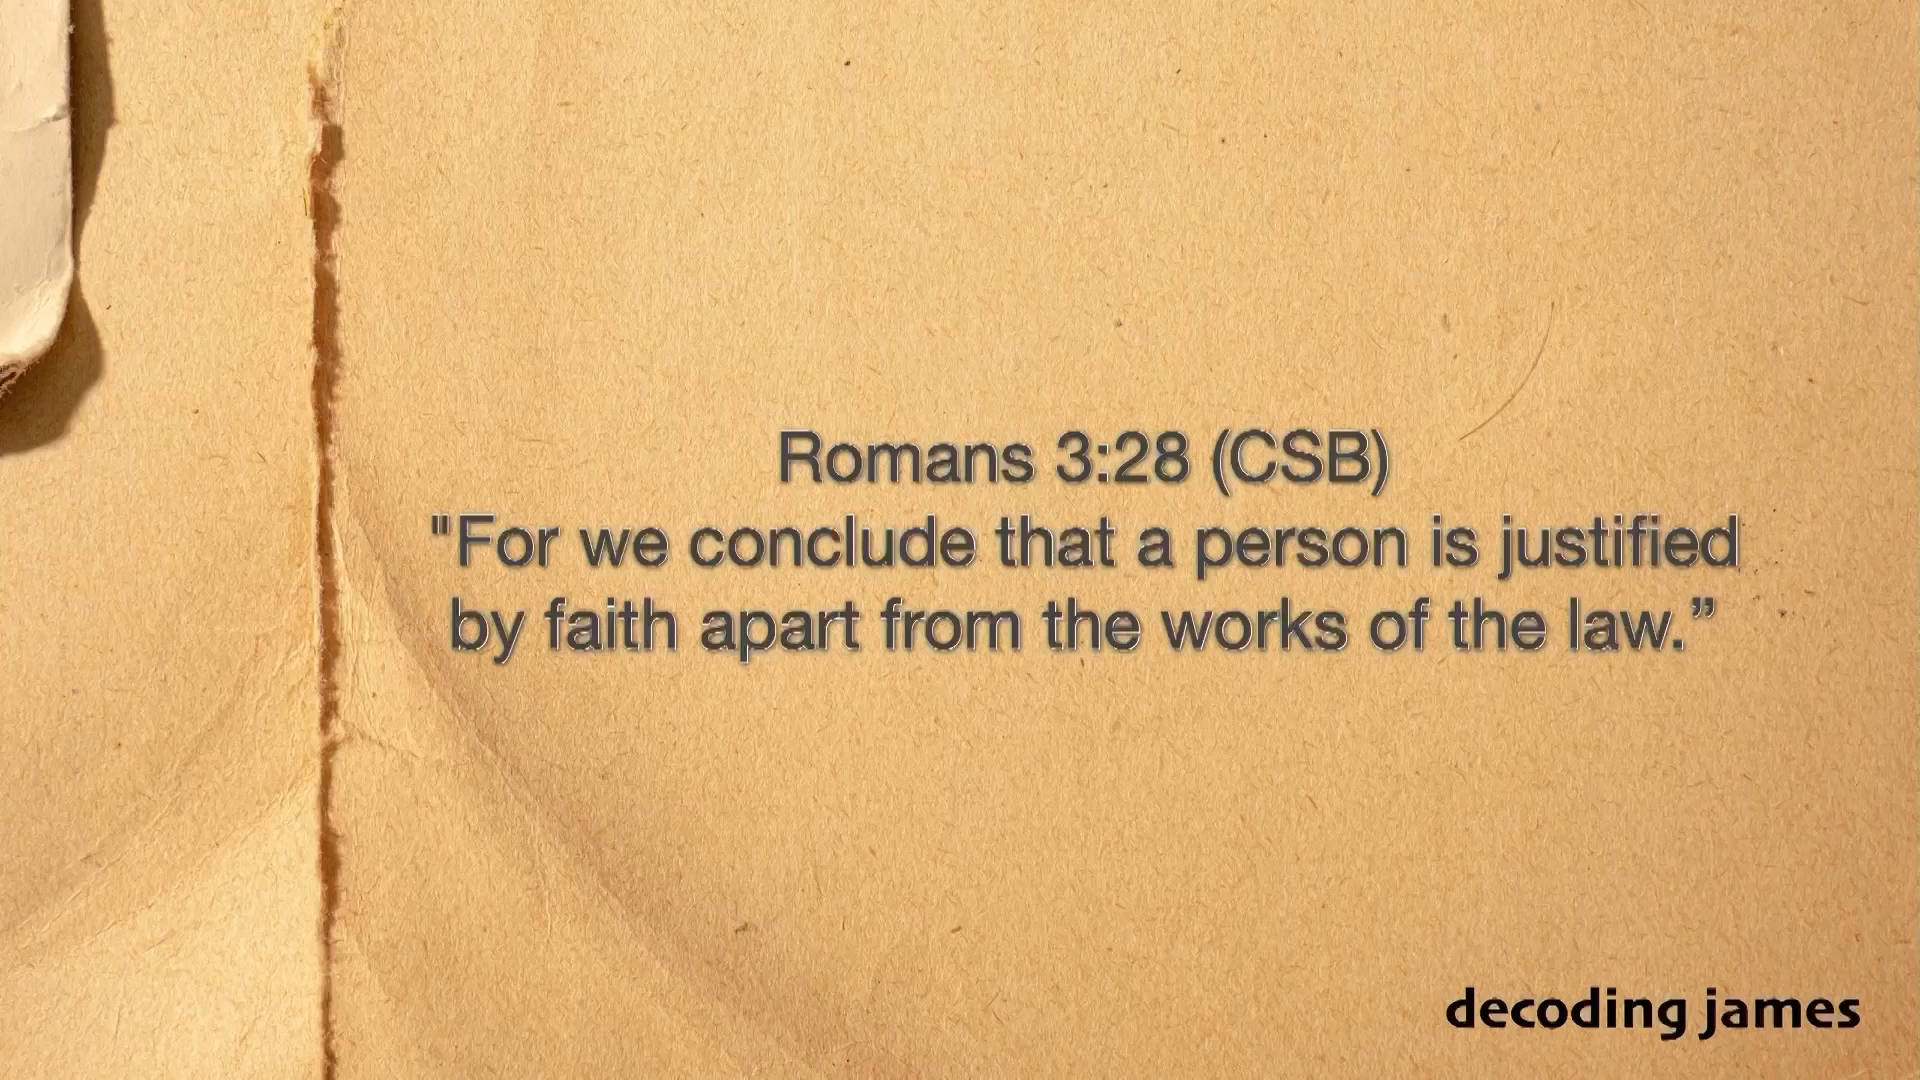 Romans 3:28 (CSB)
"For we conclude that a person is justified
by faith apart from the works of the law.”
decoding james